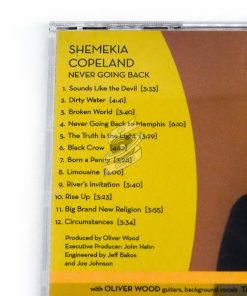 SHEMEKIA
COPELAND
NEVER GOING BACK
1. Sounds Like the Devil [3:33]
2. Dirty Water [4:41]
3. Broken World [3:40]
4. Never Going Back to Memphis [6:10]
5. The Truth Is the Light [3:29]
6. Black Crow
7. Born a Penny
8. Limousine [4:00]
9. River's Invitation [3:40]
10. Rise Up [3:23]
11. Big Brand New Religion [3:55]
12. Circumstances [3:34]
Produced by Oliver Wood
Executive Producer: John Hahn
Engineered by Jeff Bakos
and Joe Johnson
with OLIVER WOOD guitars, background vocals